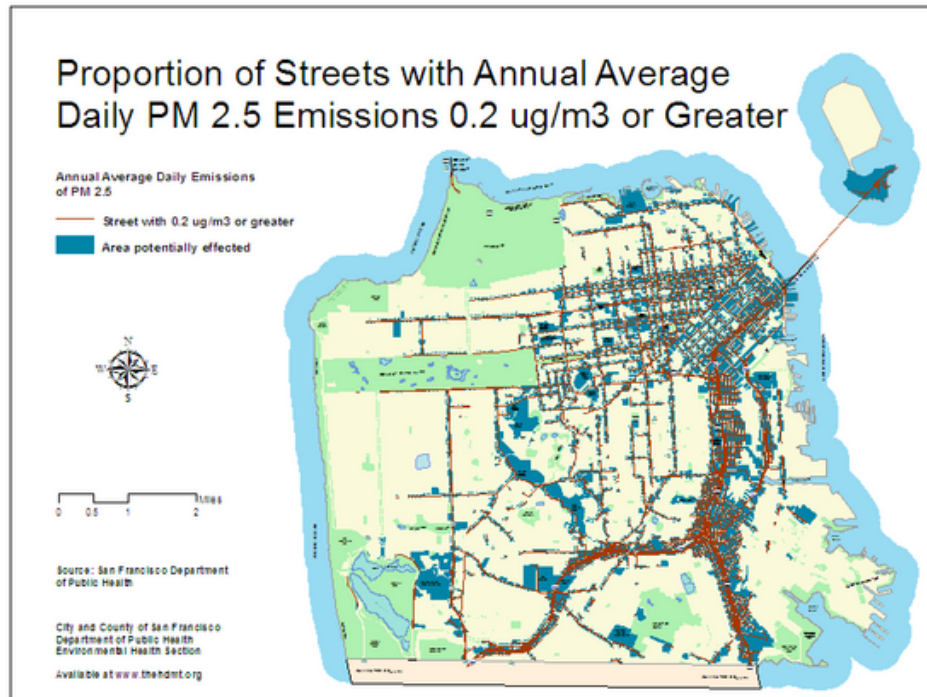 Proportion of Streets with Annual Average
Daily PM 2.5 Emissions 0.2 ug/m3 or Greater
Annual Average Daily Emissions
of PM 2.5
Street with 0.2 ug/m3 or greater
Area potentially effected
N
W E
S
Miles
0 0.5 1 2
Source: San Francisco Department
of Public Health
City and County of San Francisco
Department of Public Health
Environmental Health Section
Available at www.thehdmt.org